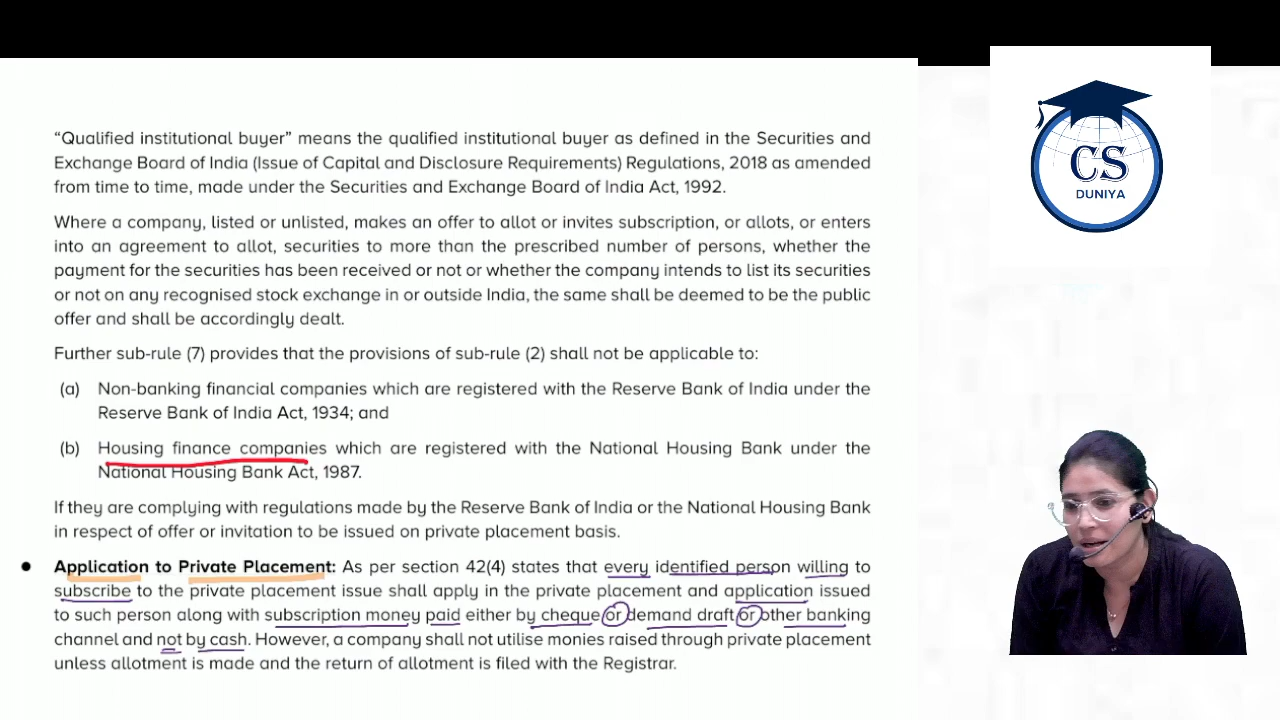 “Qualified institutional buyer” means the qualified institutional buyer as defined in the Securities and
Exchange Board of India (Issue of Capital and Disclosure Requirements) Regulations, 2018 as amended
from time to time, made under the Securities and Exchange Board of India Act, 1992.
Where a company, listed or unlisted, makes an offer to allot or invites subscription, or allots, or enters
into an agreement to allot, securities to more than the prescribed number of persons, whether the
payment for the securities has been received or not or whether the company intends to list its securities
or not on any recognised stock exchange in or outside India, the same shall be deemed to be the public
offer and shall be accordingly dealt.
Further sub-rule (7) provides that the provisions of sub-rule (2) shall not be applicable to:
(a) Non-banking financial companies which are registered with the Reserve Bank of India under the
Reserve Bank of India Act, 1934; and
(b) Housing finance companies which are registered with the National Housing Bank under the
National Housing Bank Act, 1987.
If they are complying with regulations made by the Reserve Bank of India or the National Housing Bank
in respect of offer or invitation to be issued on private placement basis.
● Application to Private Placement: As per section 42(4) states that every identified person willing to
subscribe to the private placement issue shall apply in the private placement and application issued
to such person along with subscription money paid either by cheque or demand draft or other banking
channel and not by cash. However, a company shall not utilise monies raised through private placement
unless allotment is made and the return of allotment is filed with the Registrar.
CS
DUNIYA